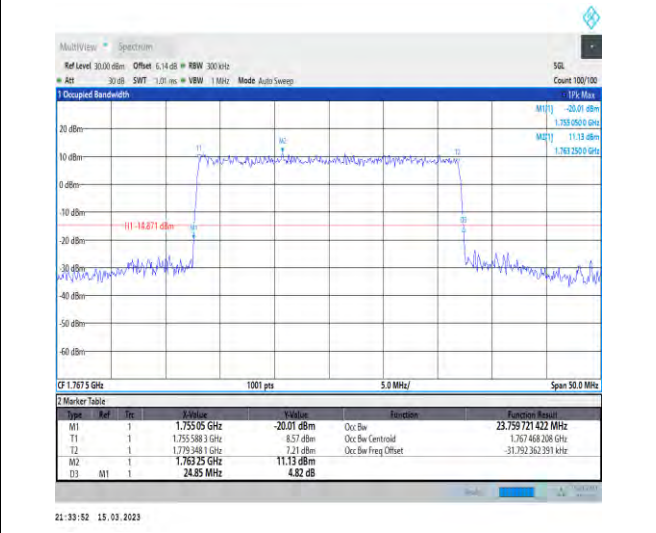 MultiView Spectrum
Ref Level 30.00 dBm Offset 6.14 dB RBW 300 kHz SGL
Att 30 dB SWT 1.01 ms VBW 1 MHz Mode Auto Sweep Count 100/100
1 Occupied Bandwidth 1Pk Max
M1[1] -20.01 dBm
1.755 050 0 GHz
20 dBm
M2[1] 11.13 dBm
1.763 250 0 GHz
T1 M2 T2
10 dBm
0 dBm
-10 dBm
H1 -14.871 dBm M1 D3
-20 dBm
-30 dBm
-40 dBm
-50 dBm
-60 dBm
CF 1.767 5 GHz 1001 pts 5.0 MHz/ Span 50.0 MHz
2 Marker Table
Type Ref Trc X-Value Y-Value Function Function Result
M1 1 1.755 05 GHz -20.01 dBm Occ Bw 23.759 721 422 MHz
T1 1 1.755 588 3 GHz 8.57 dBm Occ Bw Centroid 1.767 468 208 GHz
T2 1 1.779 348 1 GHz 7.21 dBm Occ Bw Freq Offset -31.792 362 391 kHz
M2 1 1.763 25 GHz 11.13 dBm
D3 M1 1 24.85 MHz 4.82 dB
21:33:52 15.03.2023